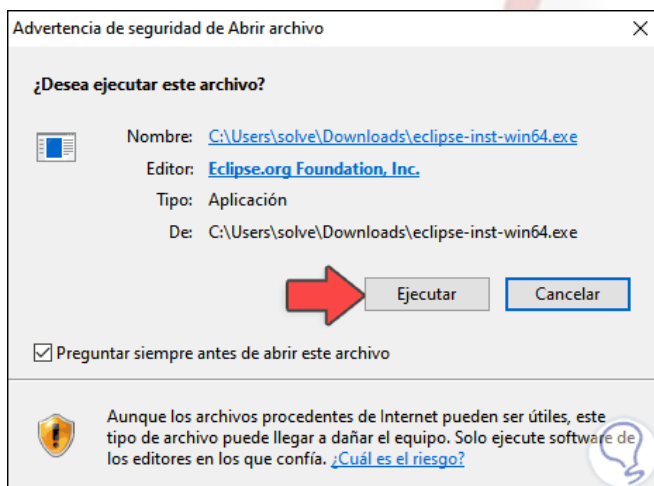 Advertencia de seguridad de Abrir archivo
¿Desea ejecutar este archivo?
Nombre: C:\Users\solve\Downloads\eclipse-inst-win64.exe
Editor: Eclipse.org Foundation, Inc.
Tipo: Aplicación
De: C:\Users\solve\Downloads\eclipse-inst-win64.exe
Ejecutar Cancelar
Preguntar siempre antes de abrir este archivo
Aunque los archivos procedentes de Internet pueden ser útiles, este
tipo de archivo puede llegar a dañar el equipo. Solo ejecute software de
los editores en los que confía. ¿Cuál es el riesgo?